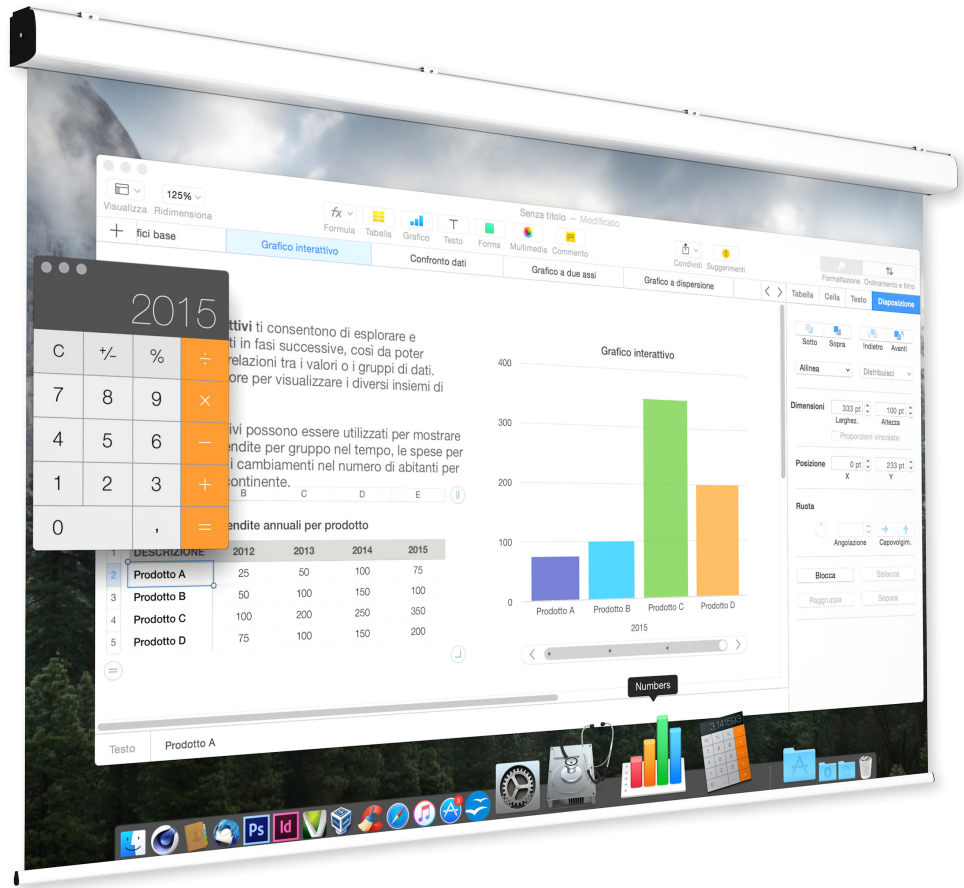 125%
Visualizza Ridimensiona
fx
Formula Tabella Grafico Testo Forma Multimedia Commento
Senza titolo — Modificato
Condividi Suggerimenti
Formattazione Ordinamento e filtro
+ fici base
Grafico interattivo
Confronto dati
Grafico a due assi
Grafico a dispersione
Tabella Cella Testo Disposizione
2015
C +/- % ÷
7 8 9 ×
4 5 6 −
1 2 3 +
0 , =
ttivi ti consentono di esplorare e
ti in fasi successive, così da poter
relazioni tra i valori o i gruppi di dati.
ore per visualizzare i diversi insiemi di
ivi possono essere utilizzati per mostrare
endite per gruppo nel tempo, le spese per
i cambiamenti nel numero di abitanti per
continente.
B C D E
endite annuali per prodotto
1 DESCRIZIONE 2012 2013 2014 2015
2 Prodotto A 25 50 100 75
3 Prodotto B 50 100 150 100
4 Prodotto C 100 200 250 350
5 Prodotto D 75 100 150 200
Grafico interattivo
400
300
200
100
0
Prodotto A Prodotto B Prodotto C Prodotto D
2015
Sotto Sopra Indietro Avanti
Allinea Distribuisci
Dimensioni 333 pt 100 pt
Larghez. Altezza
Proporzioni vincolate
Posizione 0 pt 233 pt
X Y
Ruota
Angolazione Capovolgim.
Blocca Sblocca
Raggruppa Separa
Testo Prodotto A
Numbers
3,141593
Ps Id